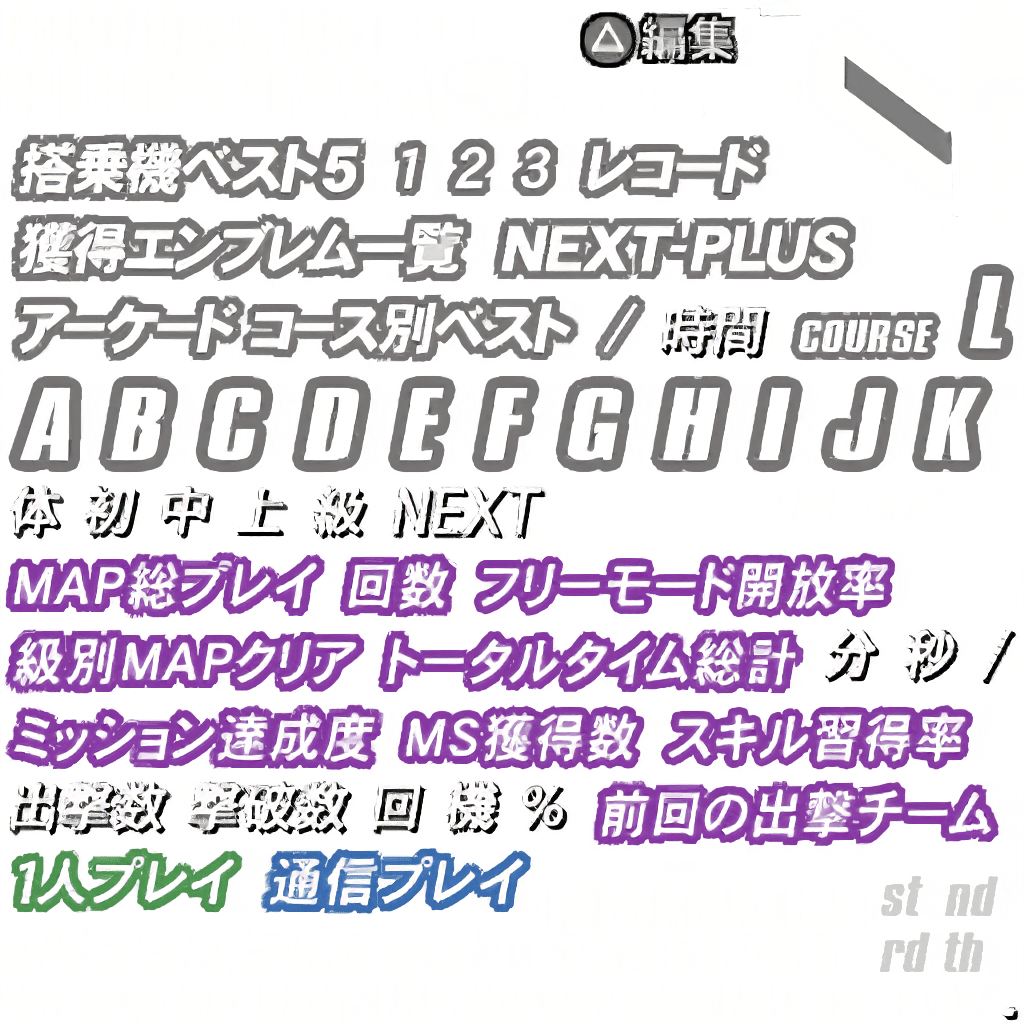 △編集
搭乗機ベスト5 1 2 3 レコード
獲得エンブレム一覧 NEXT-PLUS
アーケードコース別ベスト / 時間 COURSE L
A B C D E F G H I J K
体 初 中 上 級 NEXT
MAP総プレイ 回数 フリーモード開放率
級別MAPクリア トータルタイム総計 分 秒 /
ミッション達成度 MS獲得数 スキル習得率
出撃数 撃破数 回 機 % 前回の出撃チーム
1人プレイ 通信プレイ
st nd
rd th